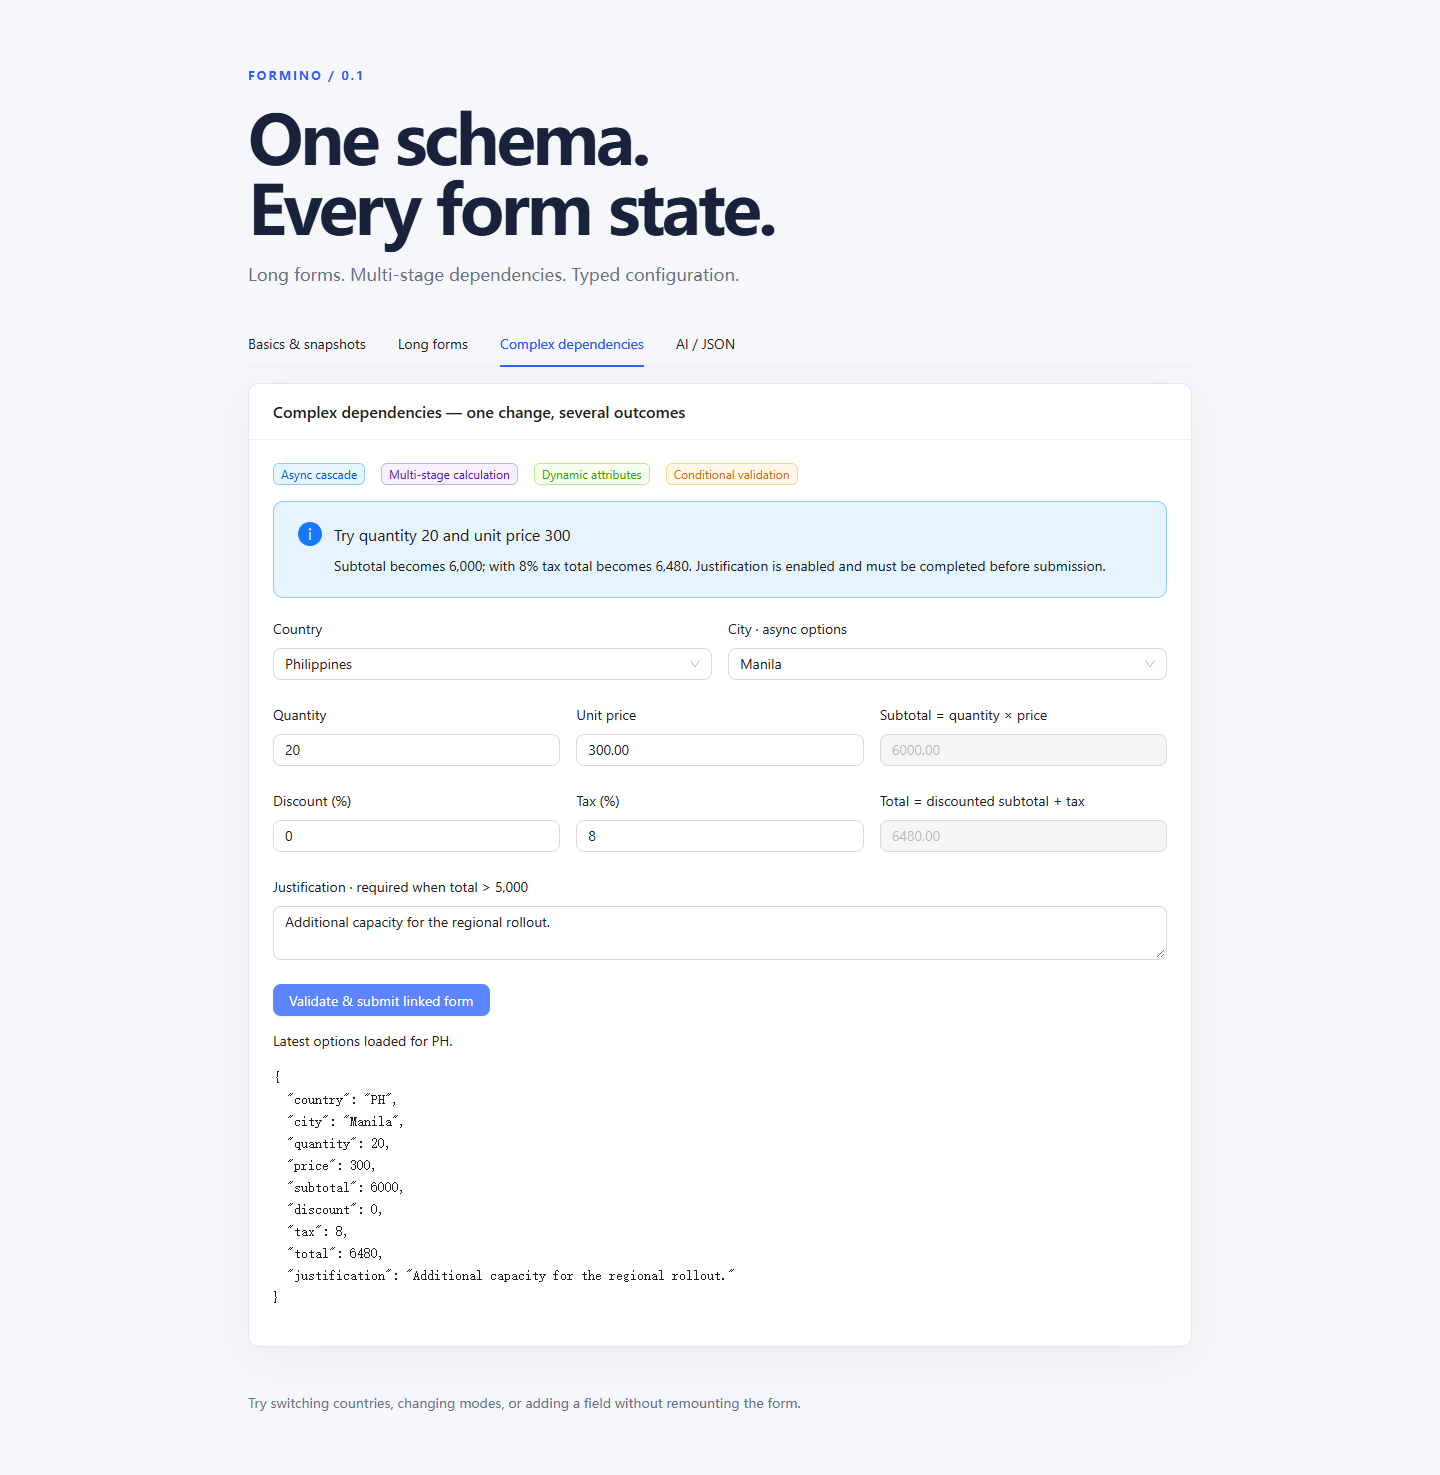 FORMINO / 0.1
One schema.
Every form state.
Long forms. Multi-stage dependencies. Typed configuration.
Basics & snapshots
Long forms
Complex dependencies
AI / JSON
Complex dependencies — one change, several outcomes
Async cascade
Multi-stage calculation
Dynamic attributes
Conditional validation
Try quantity 20 and unit price 300
Subtotal becomes 6,000; with 8% tax total becomes 6,480. Justification is enabled and must be completed before submission.
Country
City · async options
Philippines
Manila
Quantity
Unit price
Subtotal = quantity × price
20
300.00
6000.00
Discount (%)
Tax (%)
Total = discounted subtotal + tax
0
8
6480.00
Justification · required when total > 5,000
Additional capacity for the regional rollout.
Validate & submit linked form
Latest options loaded for PH.
{
  "country": "PH",
  "city": "Manila",
  "quantity": 20,
  "price": 300,
  "subtotal": 6000,
  "discount": 0,
  "tax": 8,
  "total": 6480,
  "justification": "Additional capacity for the regional rollout."
}
Try switching countries, changing modes, or adding a field without remounting the form.